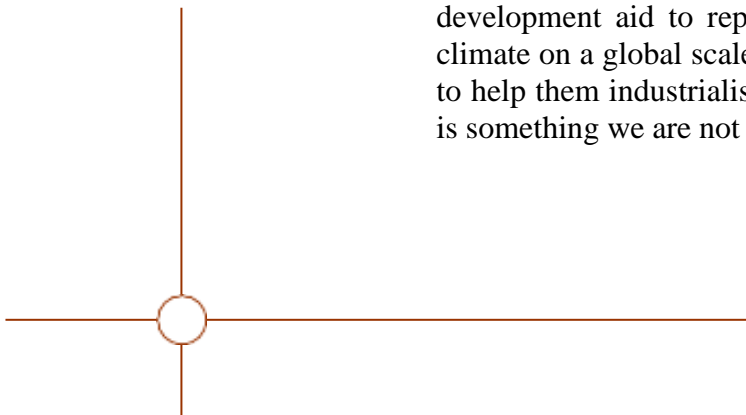 development aid to rep
climate on a global scale
to help them industrialis
is something we are not